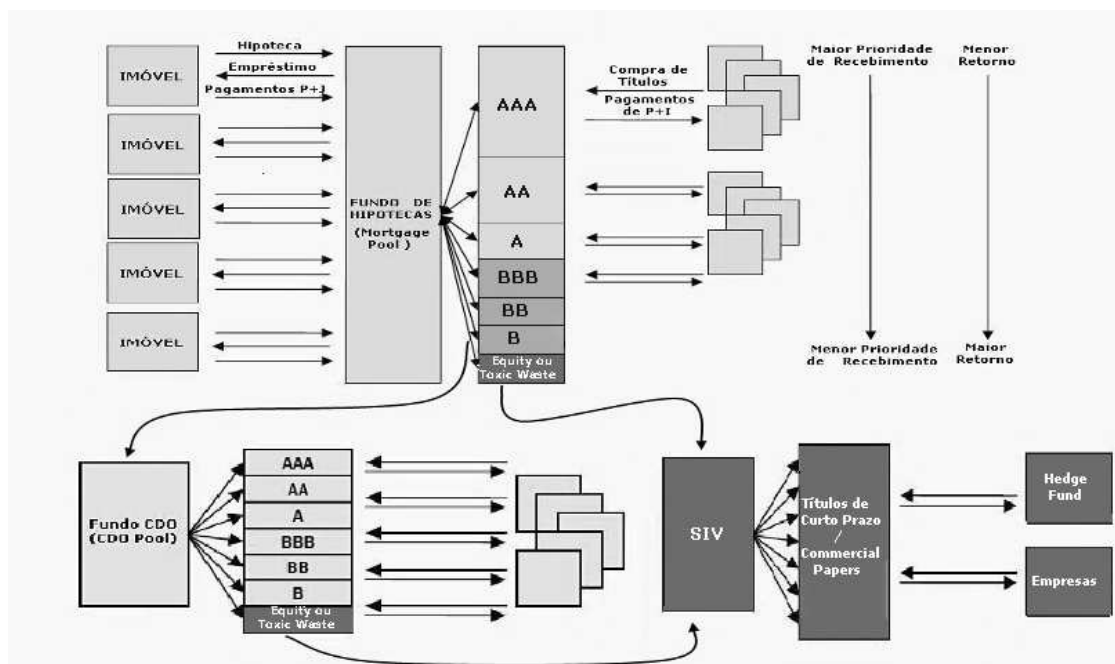 IMÓVEL
Hipoteca
Empréstimo
Pagamentos P+J
IMÓVEL
IMÓVEL
IMÓVEL
IMÓVEL
FUNDO DE
HIPOTECAS
(Mortgage
Pool )
AAA
AA
A
BBB
BB
B
Equity ou
Toxic Waste
Compra de
Títulos
Pagamentos
de P+I
Maior Prioridade
de Recebimento
Menor
Retorno
Menor Prioridade
de Recebimento
Maior
Retorno
Fundo CDO
(CDO Pool)
AAA
AA
A
BBB
BB
B
Equity ou
Toxic Waste
SIV
Títulos de
Curto Prazo
/
Commercial
Papers
Hedge
Fund
Empresas